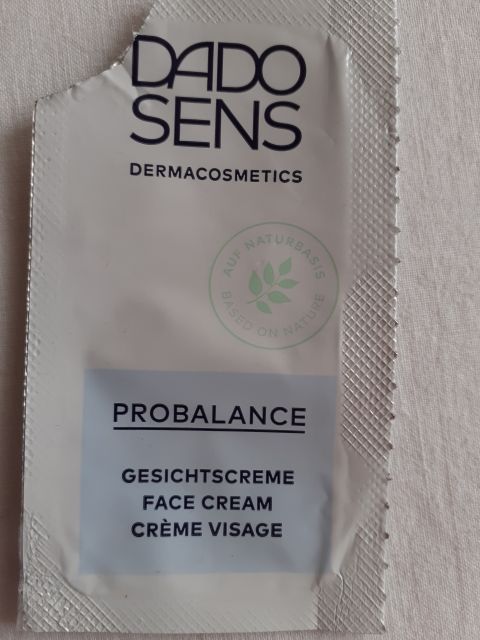 DADO
SENS
DERMACOSMETICS
AUF NATURBASIS
BASED ON NATURE
PROBALANCE
GESICHTSCREME
FACE CREAM
CRÈME VISAGE